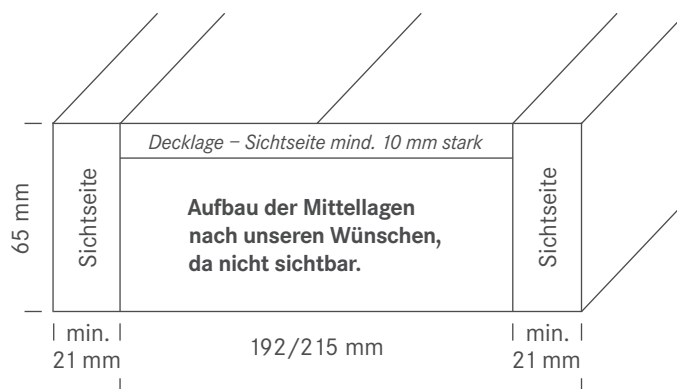 Decklage – Sichtseite mind. 10 mm stark
65 mm
Sichtseite
Aufbau der Mittellagen
nach unseren Wünschen,
da nicht sichtbar.
Sichtseite
min.
21 mm
192/215 mm
min.
21 mm